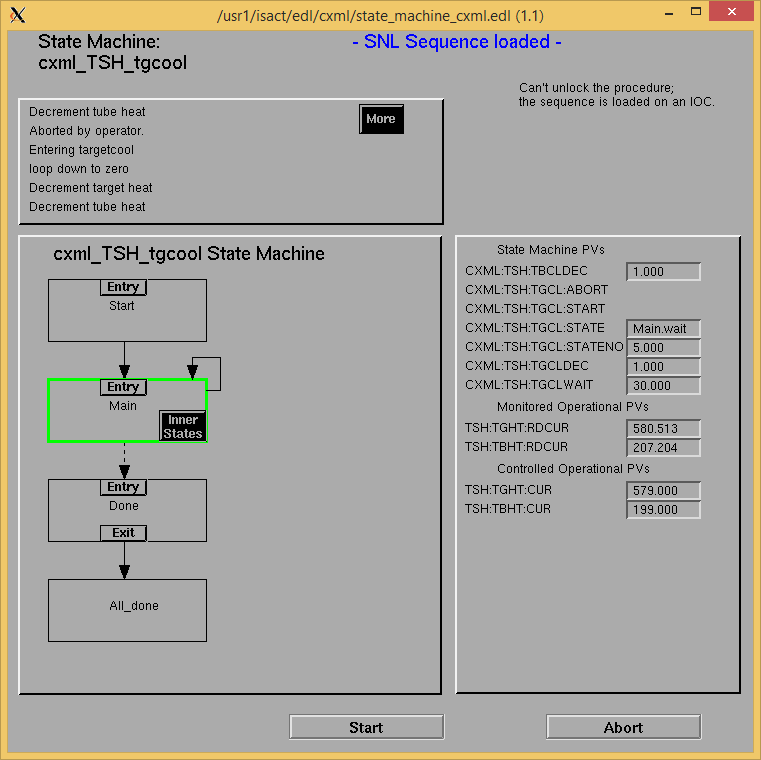 /usr1/isact/edl/cxml/state_machine_cxml.edl (1.1)
State Machine:
cxml_TSH_tgcool
- SNL Sequence loaded -
Can't unlock the procedure;
the sequence is loaded on an IOC.
Decrement tube heat
Aborted by operator.
Entering targetcool
loop down to zero
Decrement target heat
Decrement tube heat
More
cxml_TSH_tgcool State Machine
Entry
Start
Entry
Main
Inner
States
Entry
Done
Exit
All_done
State Machine PVs
CXML:TSH:TBCLDEC 1.000
CXML:TSH:TGCL:ABORT
CXML:TSH:TGCL:START
CXML:TSH:TGCL:STATE Main.wait
CXML:TSH:TGCL:STATENO 5.000
CXML:TSH:TGCLDEC 1.000
CXML:TSH:TGCLWAIT 30.000
Monitored Operational PVs
TSH:TGHT:RDCUR 580.513
TSH:TBHT:RDCUR 207.204
Controlled Operational PVs
TSH:TGHT:CUR 579.000
TSH:TBHT:CUR 199.000
Start
Abort